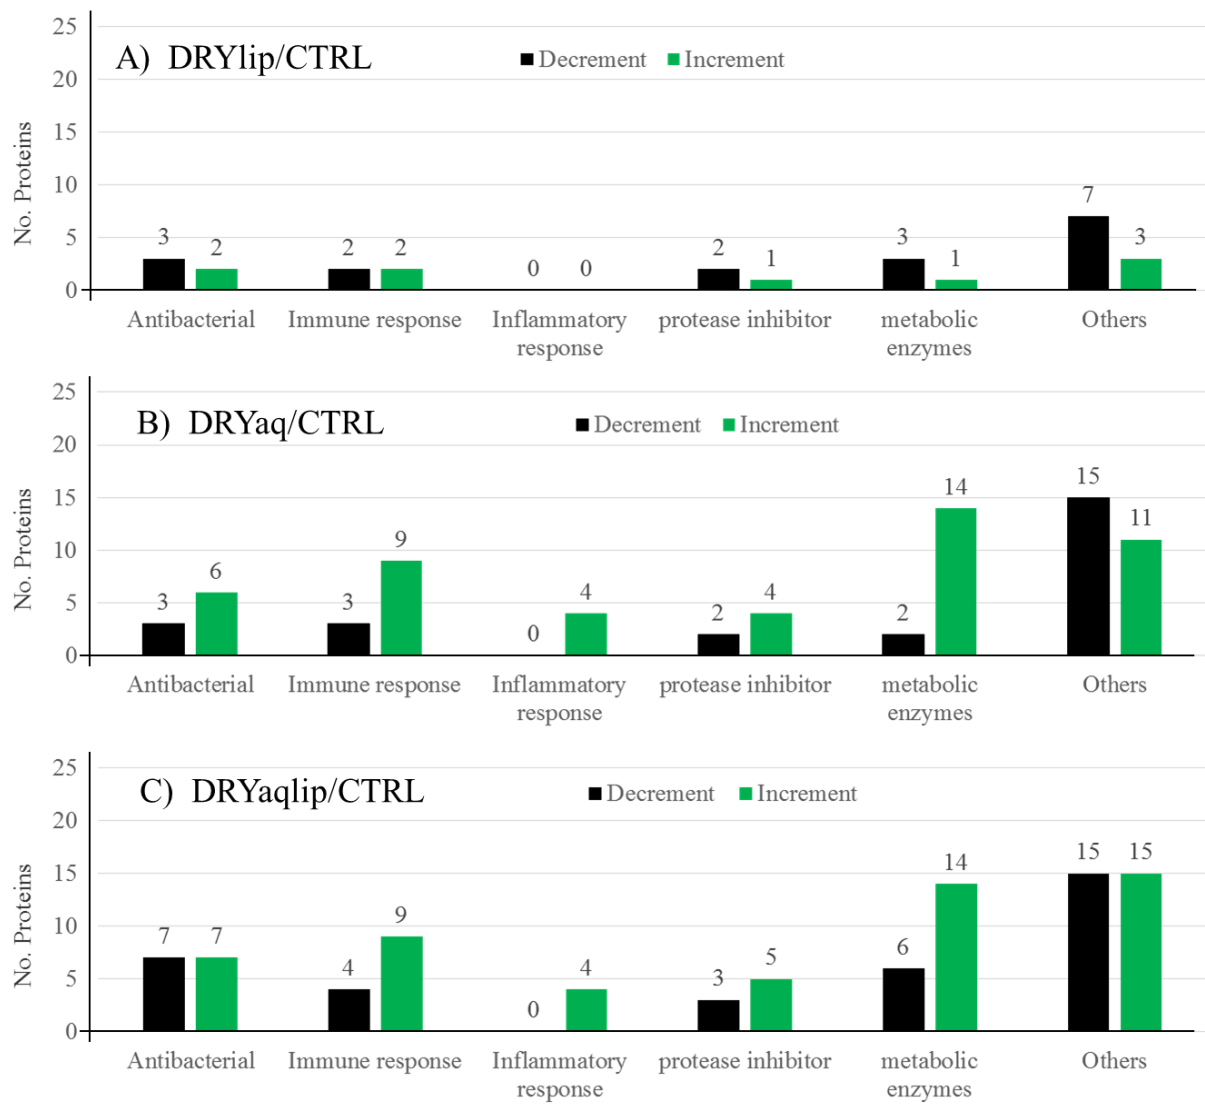 A) DRYlip/CTRL
Decrement Increment
No. Proteins
25
20
15
10
5
0
3 2 2 2 0 0 2 1 3 1 7 3
Antibacterial Immune response Inflammatory response protease inhibitor metabolic enzymes Others
B) DRYaq/CTRL
Decrement Increment
No. Proteins
25
20
15
10
5
0
3 6 3 9 0 4 2 4 2 14 15 11
Antibacterial Immune response Inflammatory response protease inhibitor metabolic enzymes Others
C) DRYaqlip/CTRL
Decrement Increment
No. Proteins
25
20
15
10
5
0
7 7 4 9 0 4 3 5 6 14 15 15
Antibacterial Immune response Inflammatory response protease inhibitor metabolic enzymes Others